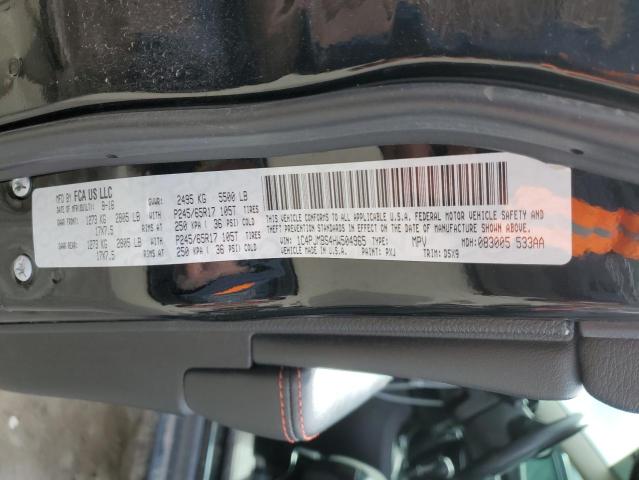 MFD BY FCA US LLC
DATE OF MFR 8-16 GVWR: 2495 KG 5500 LB
GAWR FRONT 1273 KG 2805 LB WITH P245/65R17 105T TIRES
17X7.5 RIMS AT 250 KPA ( 36 PSI) COLD
GAWR REAR 1273 KG 2805 LB WITH P245/65R17 105T TIRES
17X7.5 RIMS AT 250 KPA ( 36 PSI) COLD
THIS VEHICLE CONFORMS TO ALL APPLICABLE U.S.A. FEDERAL MOTOR VEHICLE SAFETY AND
THEFT PREVENTION STANDARDS IN EFFECT ON THE DATE OF MANUFACTURE SHOWN ABOVE.
VIN: 1C4PJMBS4HW504965 TYPE: MPV MDH: 083005 533AA
VEHICLE MADE IN U.S.A. PAINT: PXJ TRIM: D5X9